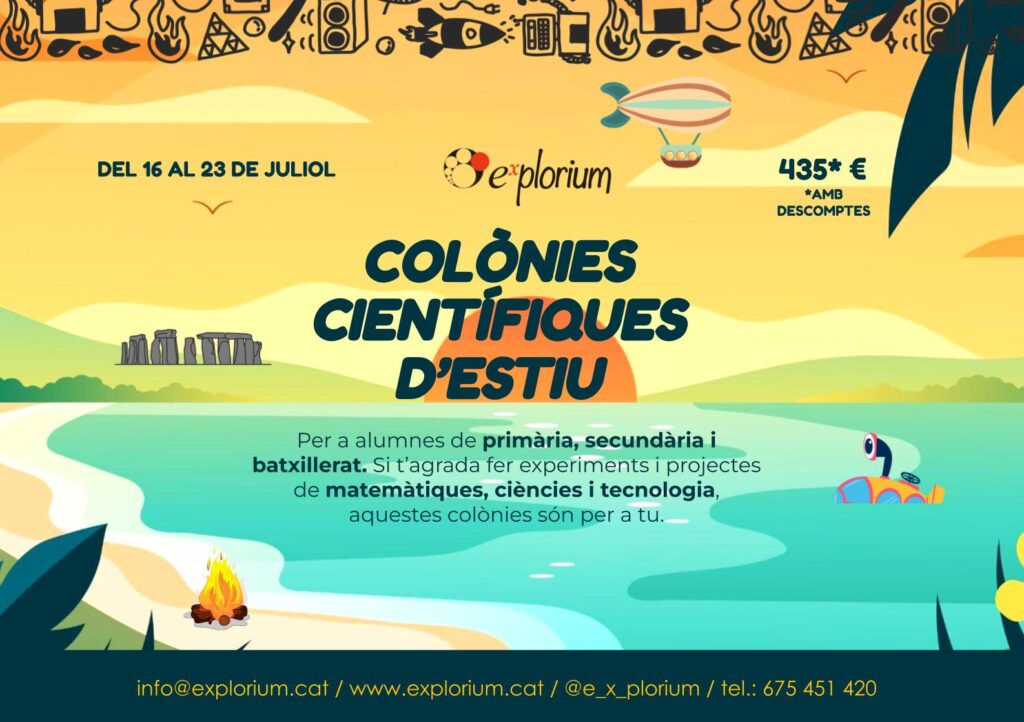 DEL 16 AL 23 DE JULIOL
explorium
435* €
*AMB
DESCOMPTES
COLÒNIES
CIENTÍFIQUES
D'ESTIU
Per a alumnes de primària, secundària i
batxillerat. Si t'agrada fer experiments i projectes
de matemàtiques, ciències i tecnologia,
aquestes colònies són per a tu.
info@explorium.cat / www.explorium.cat / @e_x_plorium / tel.: 675 451 420